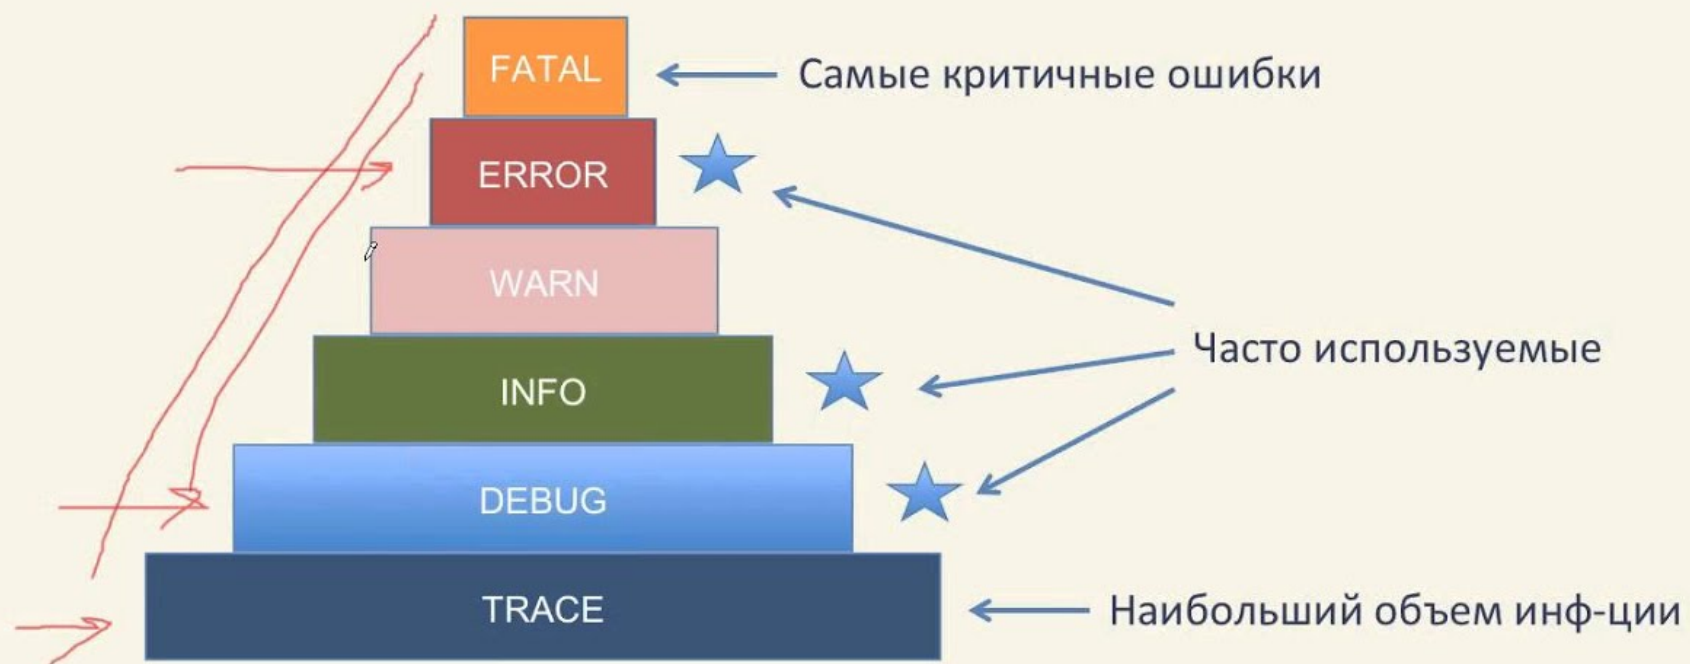 FATAL
Самые критичные ошибки
ERROR
WARN
Часто используемые
INFO
DEBUG
TRACE
Наибольший объем инф-ции